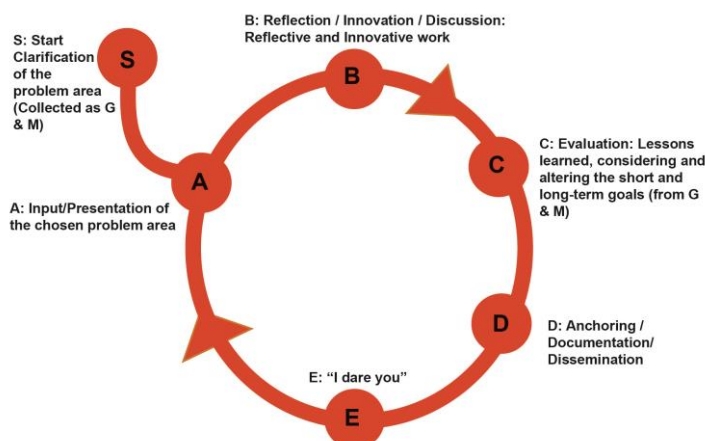 S: Start
Clarification
of the
problem area
(Collected as G
& M)
S
B: Reflection / Innovation / Discussion:
Reflective and Innovative work
B
C
C: Evaluation: Lessons
learned, considering and
altering the short and
long-term goals (from G
& M)
A
A: Input/Presentation of
the chosen problem area
D
D: Anchoring /
Documentation/
Dissemination
E: “I dare you”
E